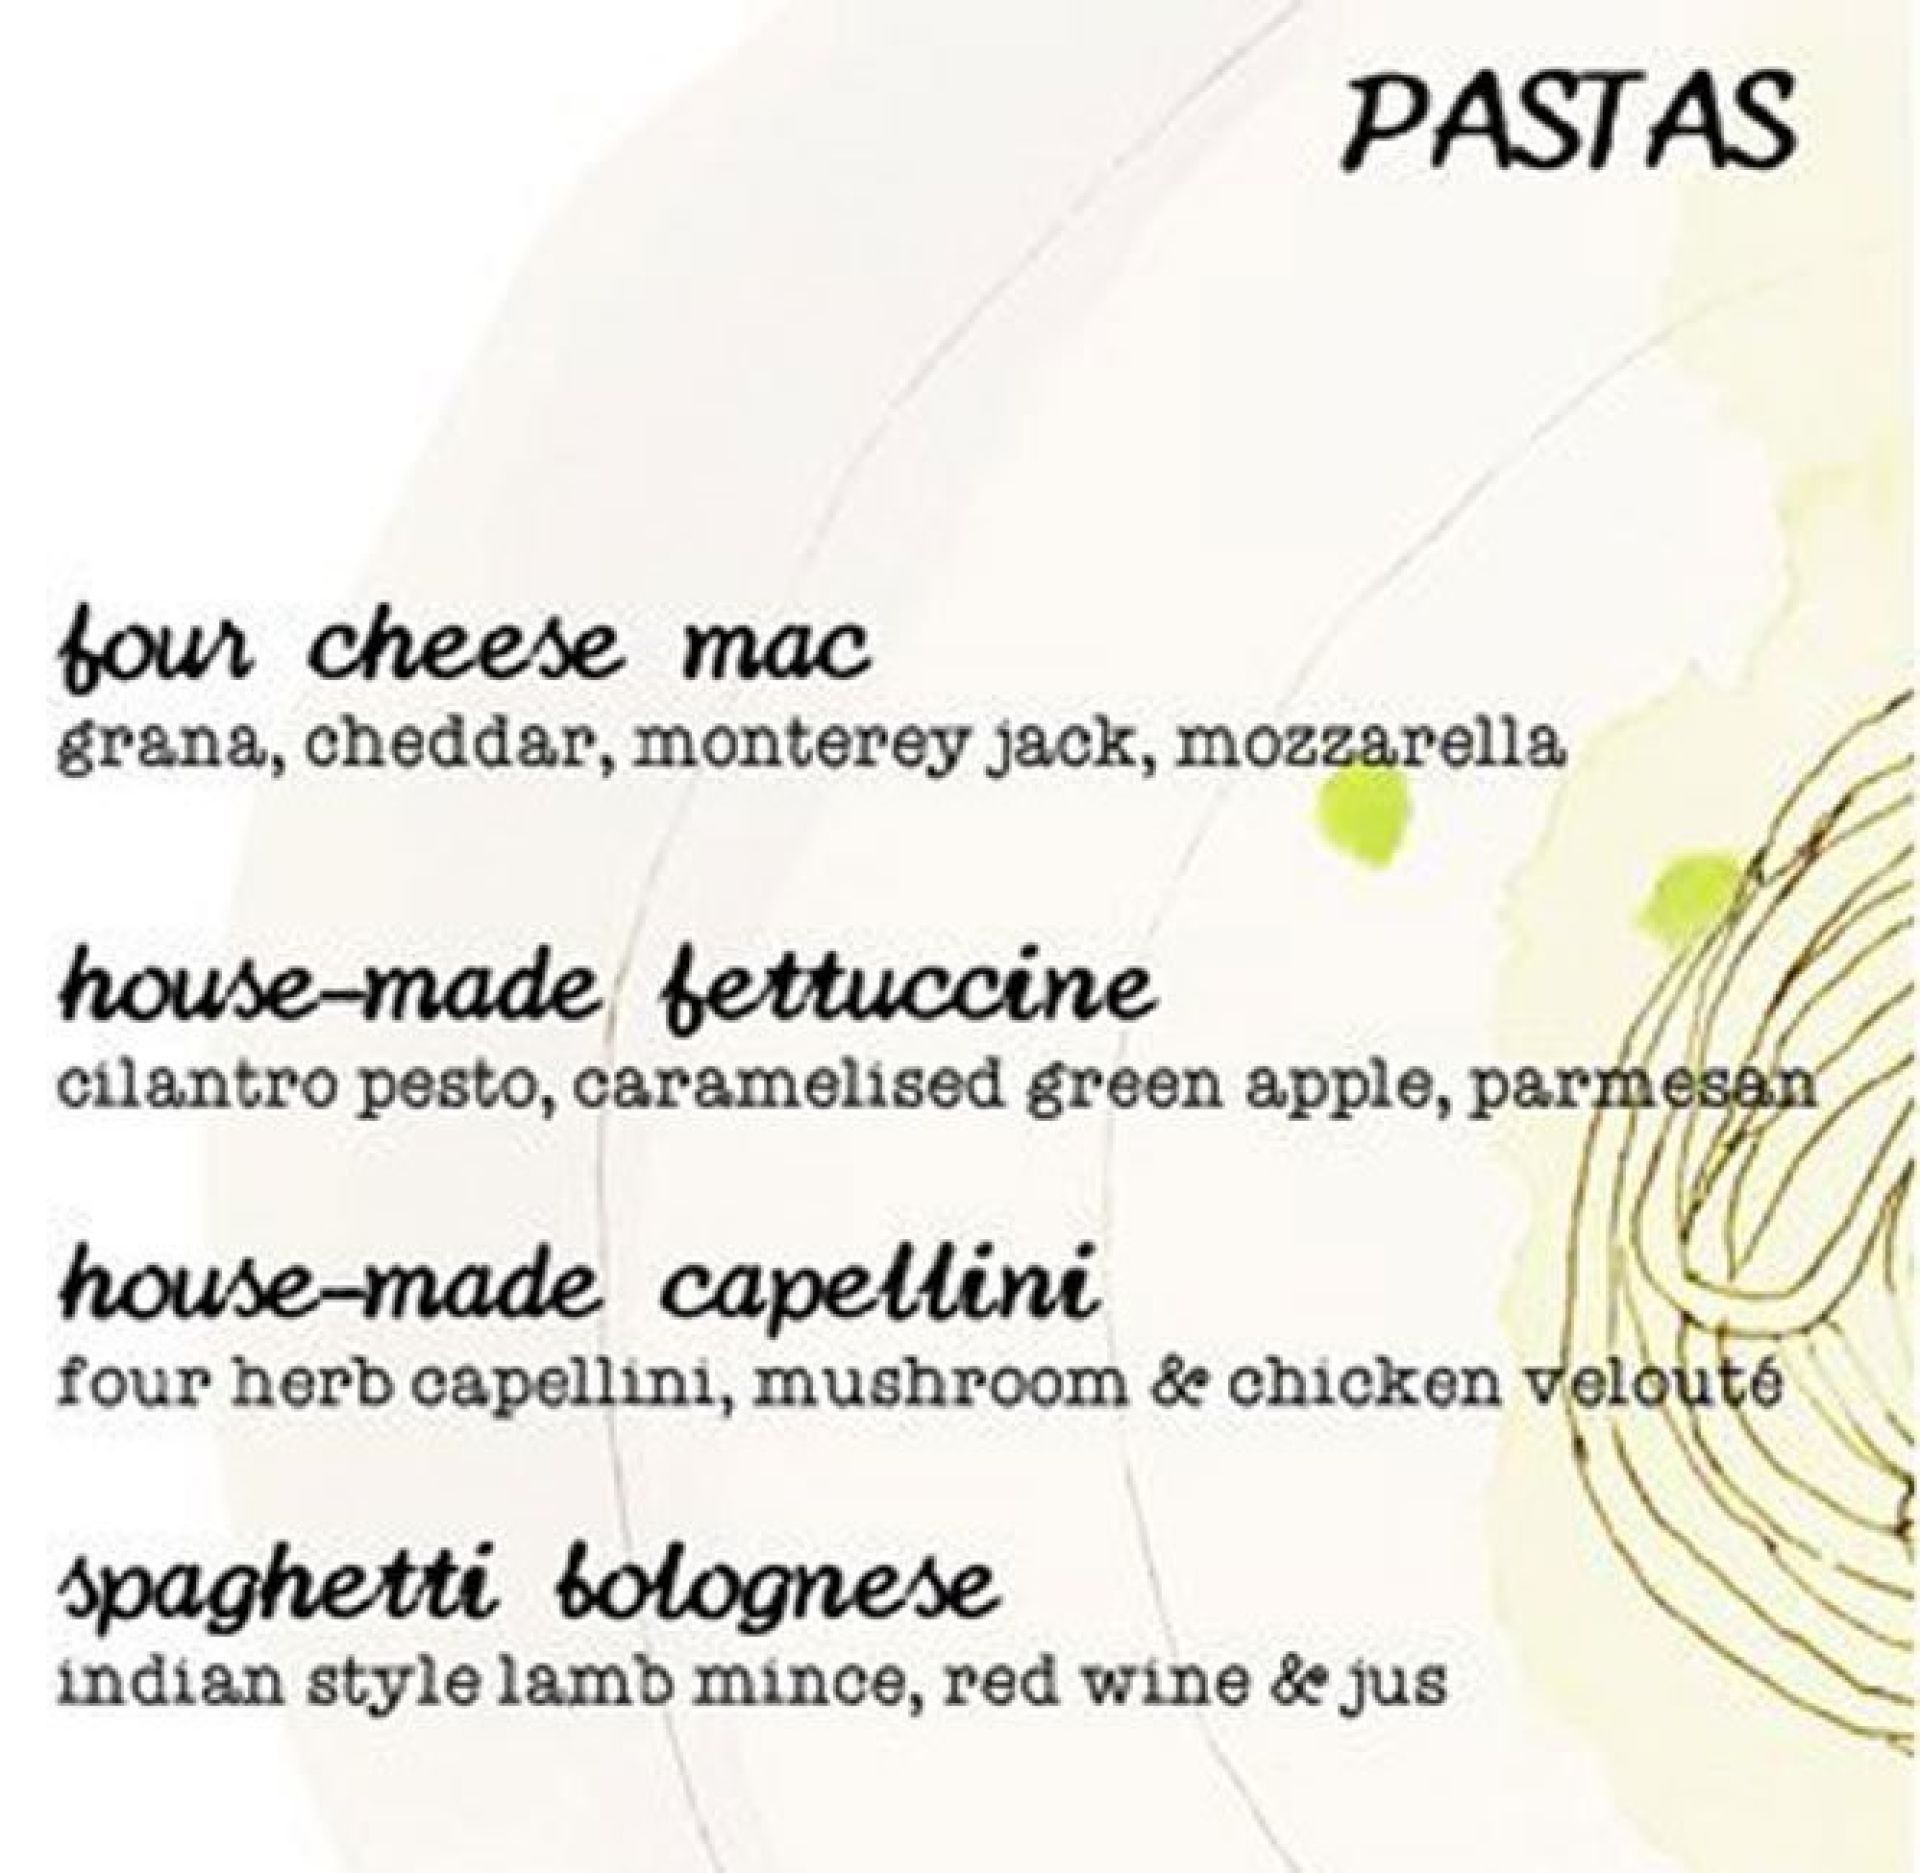 PASTAS
four cheese mac
grana, cheddar, monterey jack, mozzarella
house-made fettuccine
cilantro pesto, caramelised green apple, parmesan
house-made capellini
four herb capellini, mushroom & chicken velouté
spaghetti bolognese
indian style lamb mince, red wine & jus